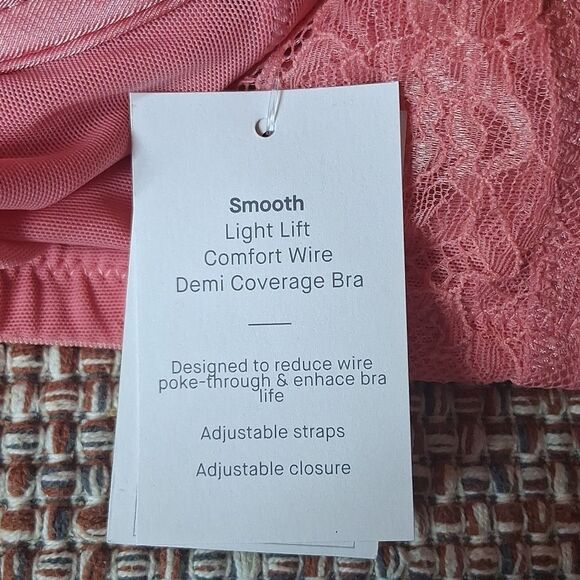 Smooth
Light Lift
Comfort Wire
Demi Coverage Bra
Designed to reduce wire
poke-through & enhace bra
life
Adjustable straps
Adjustable closure